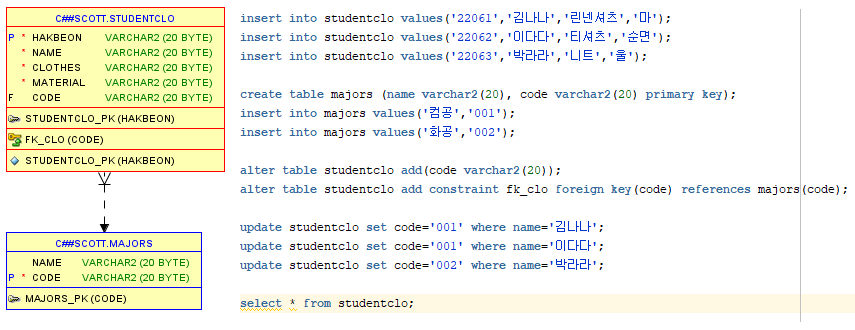 C##SCOTT.STUDENTCLO
P * HAKBEON VARCHAR2 (20 BYTE)
* NAME VARCHAR2 (20 BYTE)
* CLOTHES VARCHAR2 (20 BYTE)
* MATERIAL VARCHAR2 (20 BYTE)
F CODE VARCHAR2 (20 BYTE)
STUDENTCLO_PK (HAKBEON)
FK_CLO (CODE)
STUDENTCLO_PK (HAKBEON)
C##SCOTT.MAJORS
NAME VARCHAR2 (20 BYTE)
P * CODE VARCHAR2 (20 BYTE)
MAJORS_PK (CODE)
insert into studentclo values('22061','김나나','린넨셔츠','마');
insert into studentclo values('22062','이다다','티셔츠','순면');
insert into studentclo values('22063','박라라','니트','울');
create table majors (name varchar2(20), code varchar2(20) primary key);
insert into majors values('컴공','001');
insert into majors values('화공','002');
alter table studentclo add(code varchar2(20));
alter table studentclo add constraint fk_clo foreign key(code) references majors(code);
update studentclo set code='001' where name='김나나';
update studentclo set code='001' where name='이다다';
update studentclo set code='002' where name='박라라';
select * from studentclo;